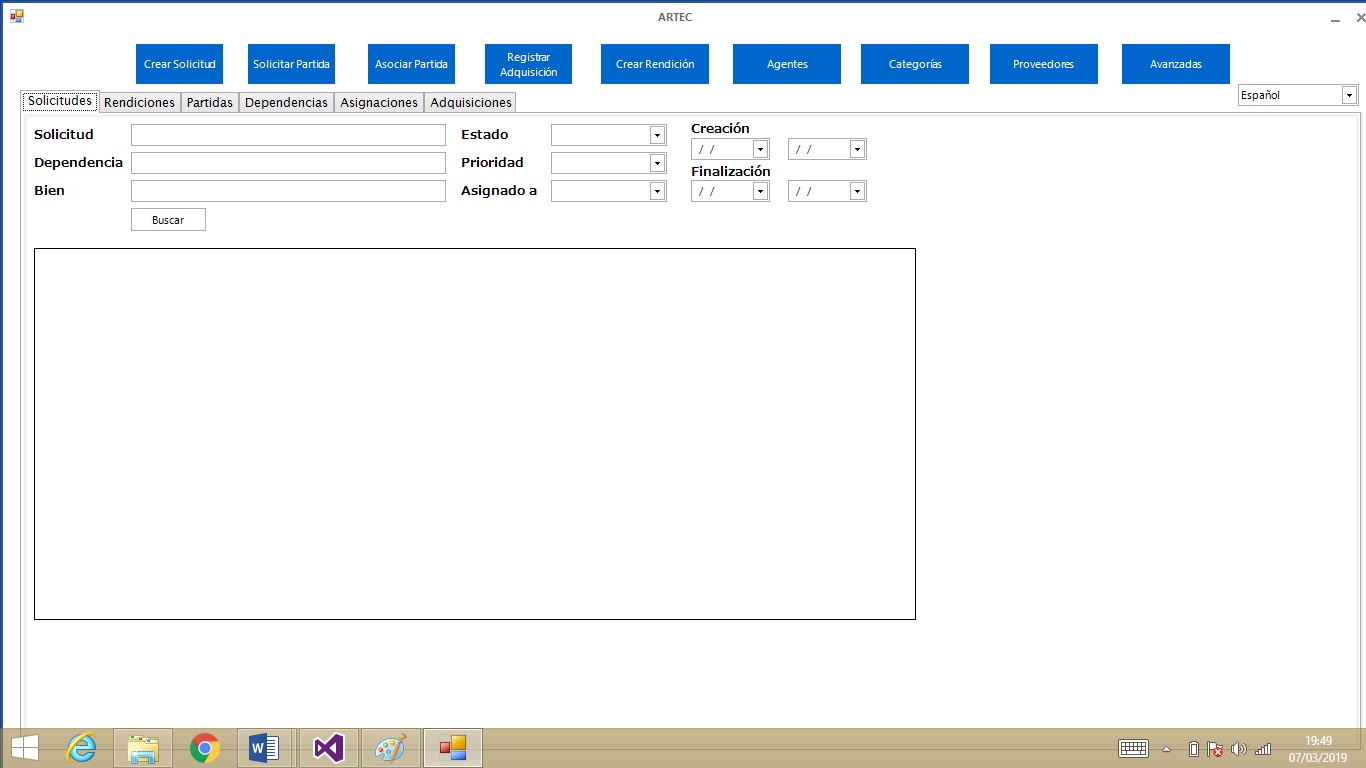 ARTEC
Crear Solicitud
Solicitar Partida
Asociar Partida
Registrar
Adquisición
Crear Rendición
Agentes
Categorías
Proveedores
Avanzadas
Solicitudes
Rendiciones
Partidas
Dependencias
Asignaciones
Adquisiciones
Español
Solicitud
Estado
Creación
/ /
/ /
Dependencia
Prioridad
Finalización
Bien
Asignado a
/ /
/ /
Buscar
19:49
07/03/2019